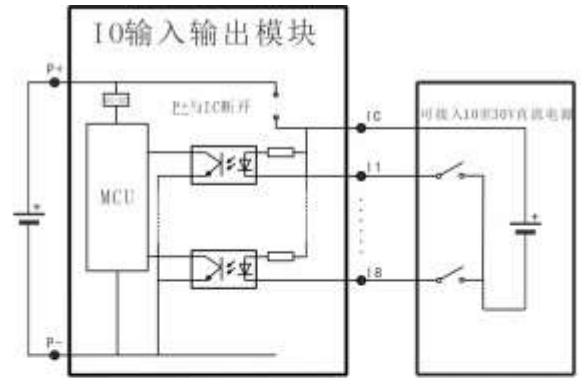 IO输入输出模块
P+
P+与IC断开
IC
可接入10至30V直流电源
I1
MCU
+
+
I8
P-